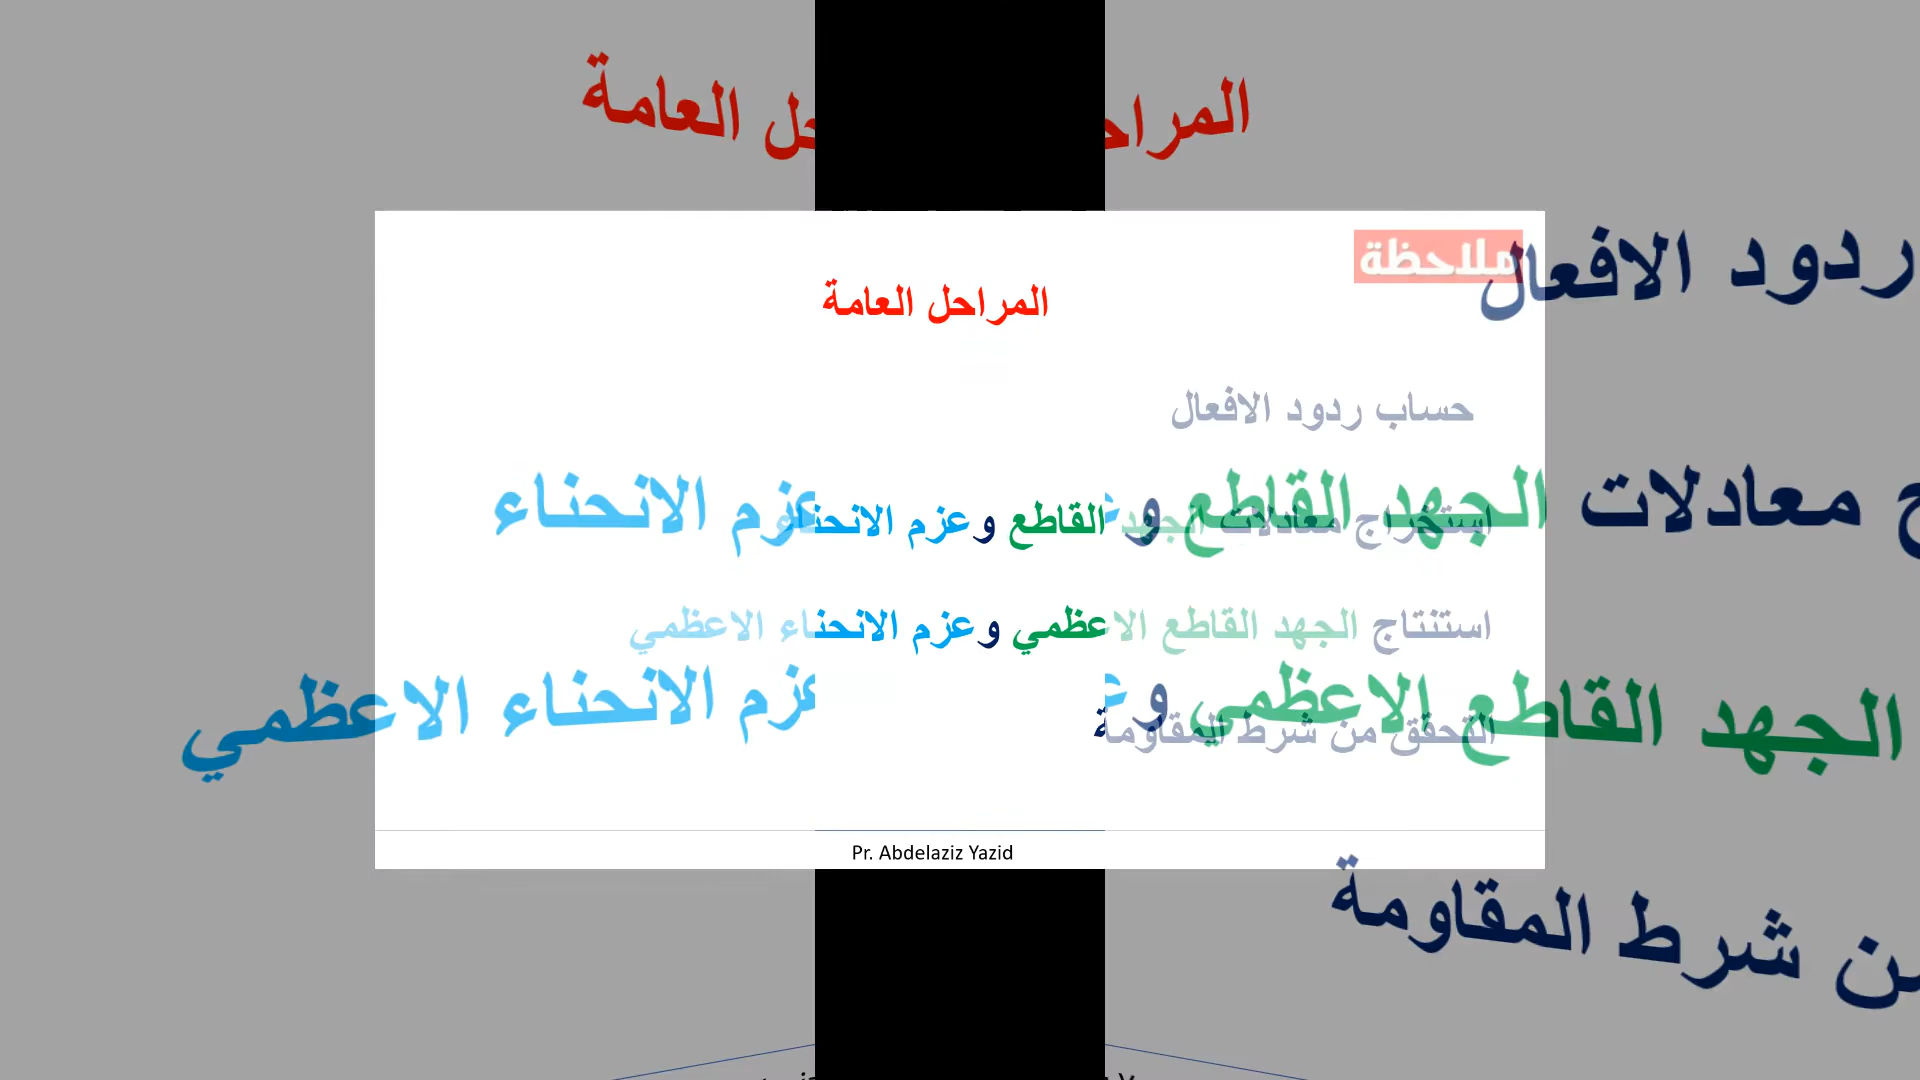 ملاحظة
المراحل العامة
حساب ردود الافعال
استخراج معادلات الجهد القاطع وعزم الانحناء
استنتاج الجهد القاطع الاعظمي وعزم الانحناء الاعظمي
التحقق من شرط المقاومة
Pr. Abdelaziz Yazid